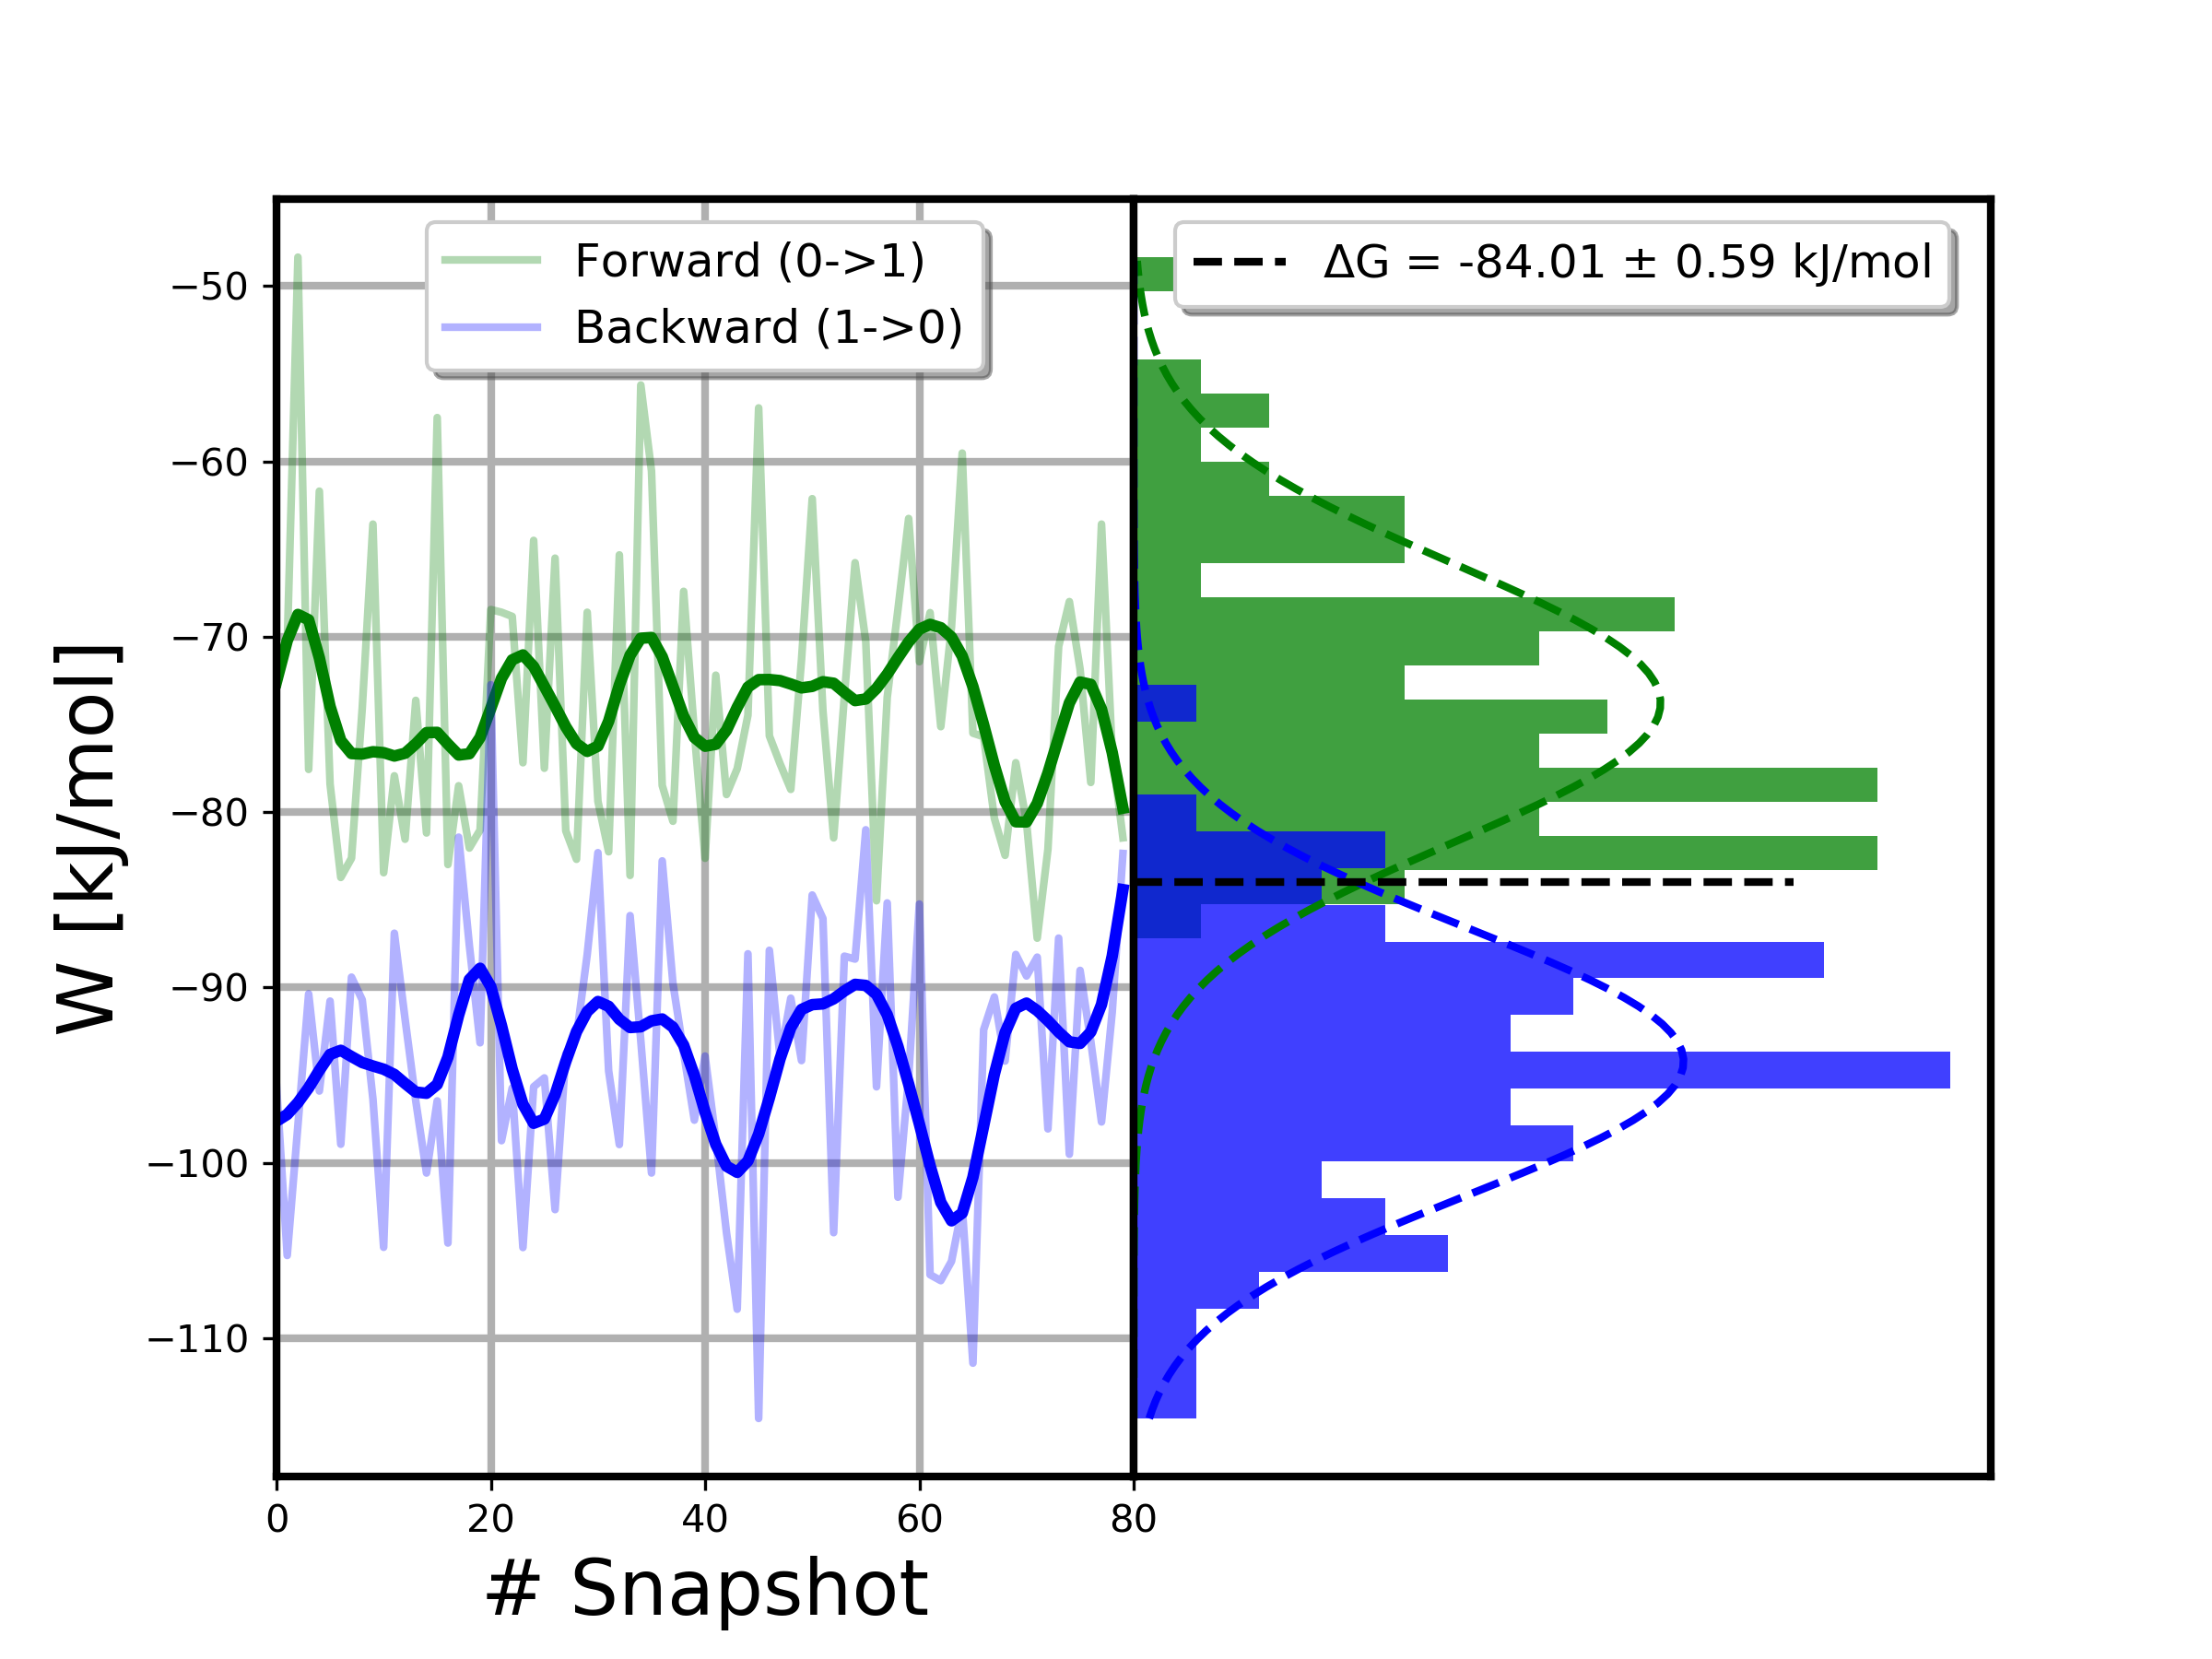 Forward (0->1)
Backward (1->0)
ΔG = -84.01 ± 0.59 kJ/mol
W [kJ/mol]
−50
−60
−70
−80
−90
−100
−110
0 20 40 60 80
# Snapshot